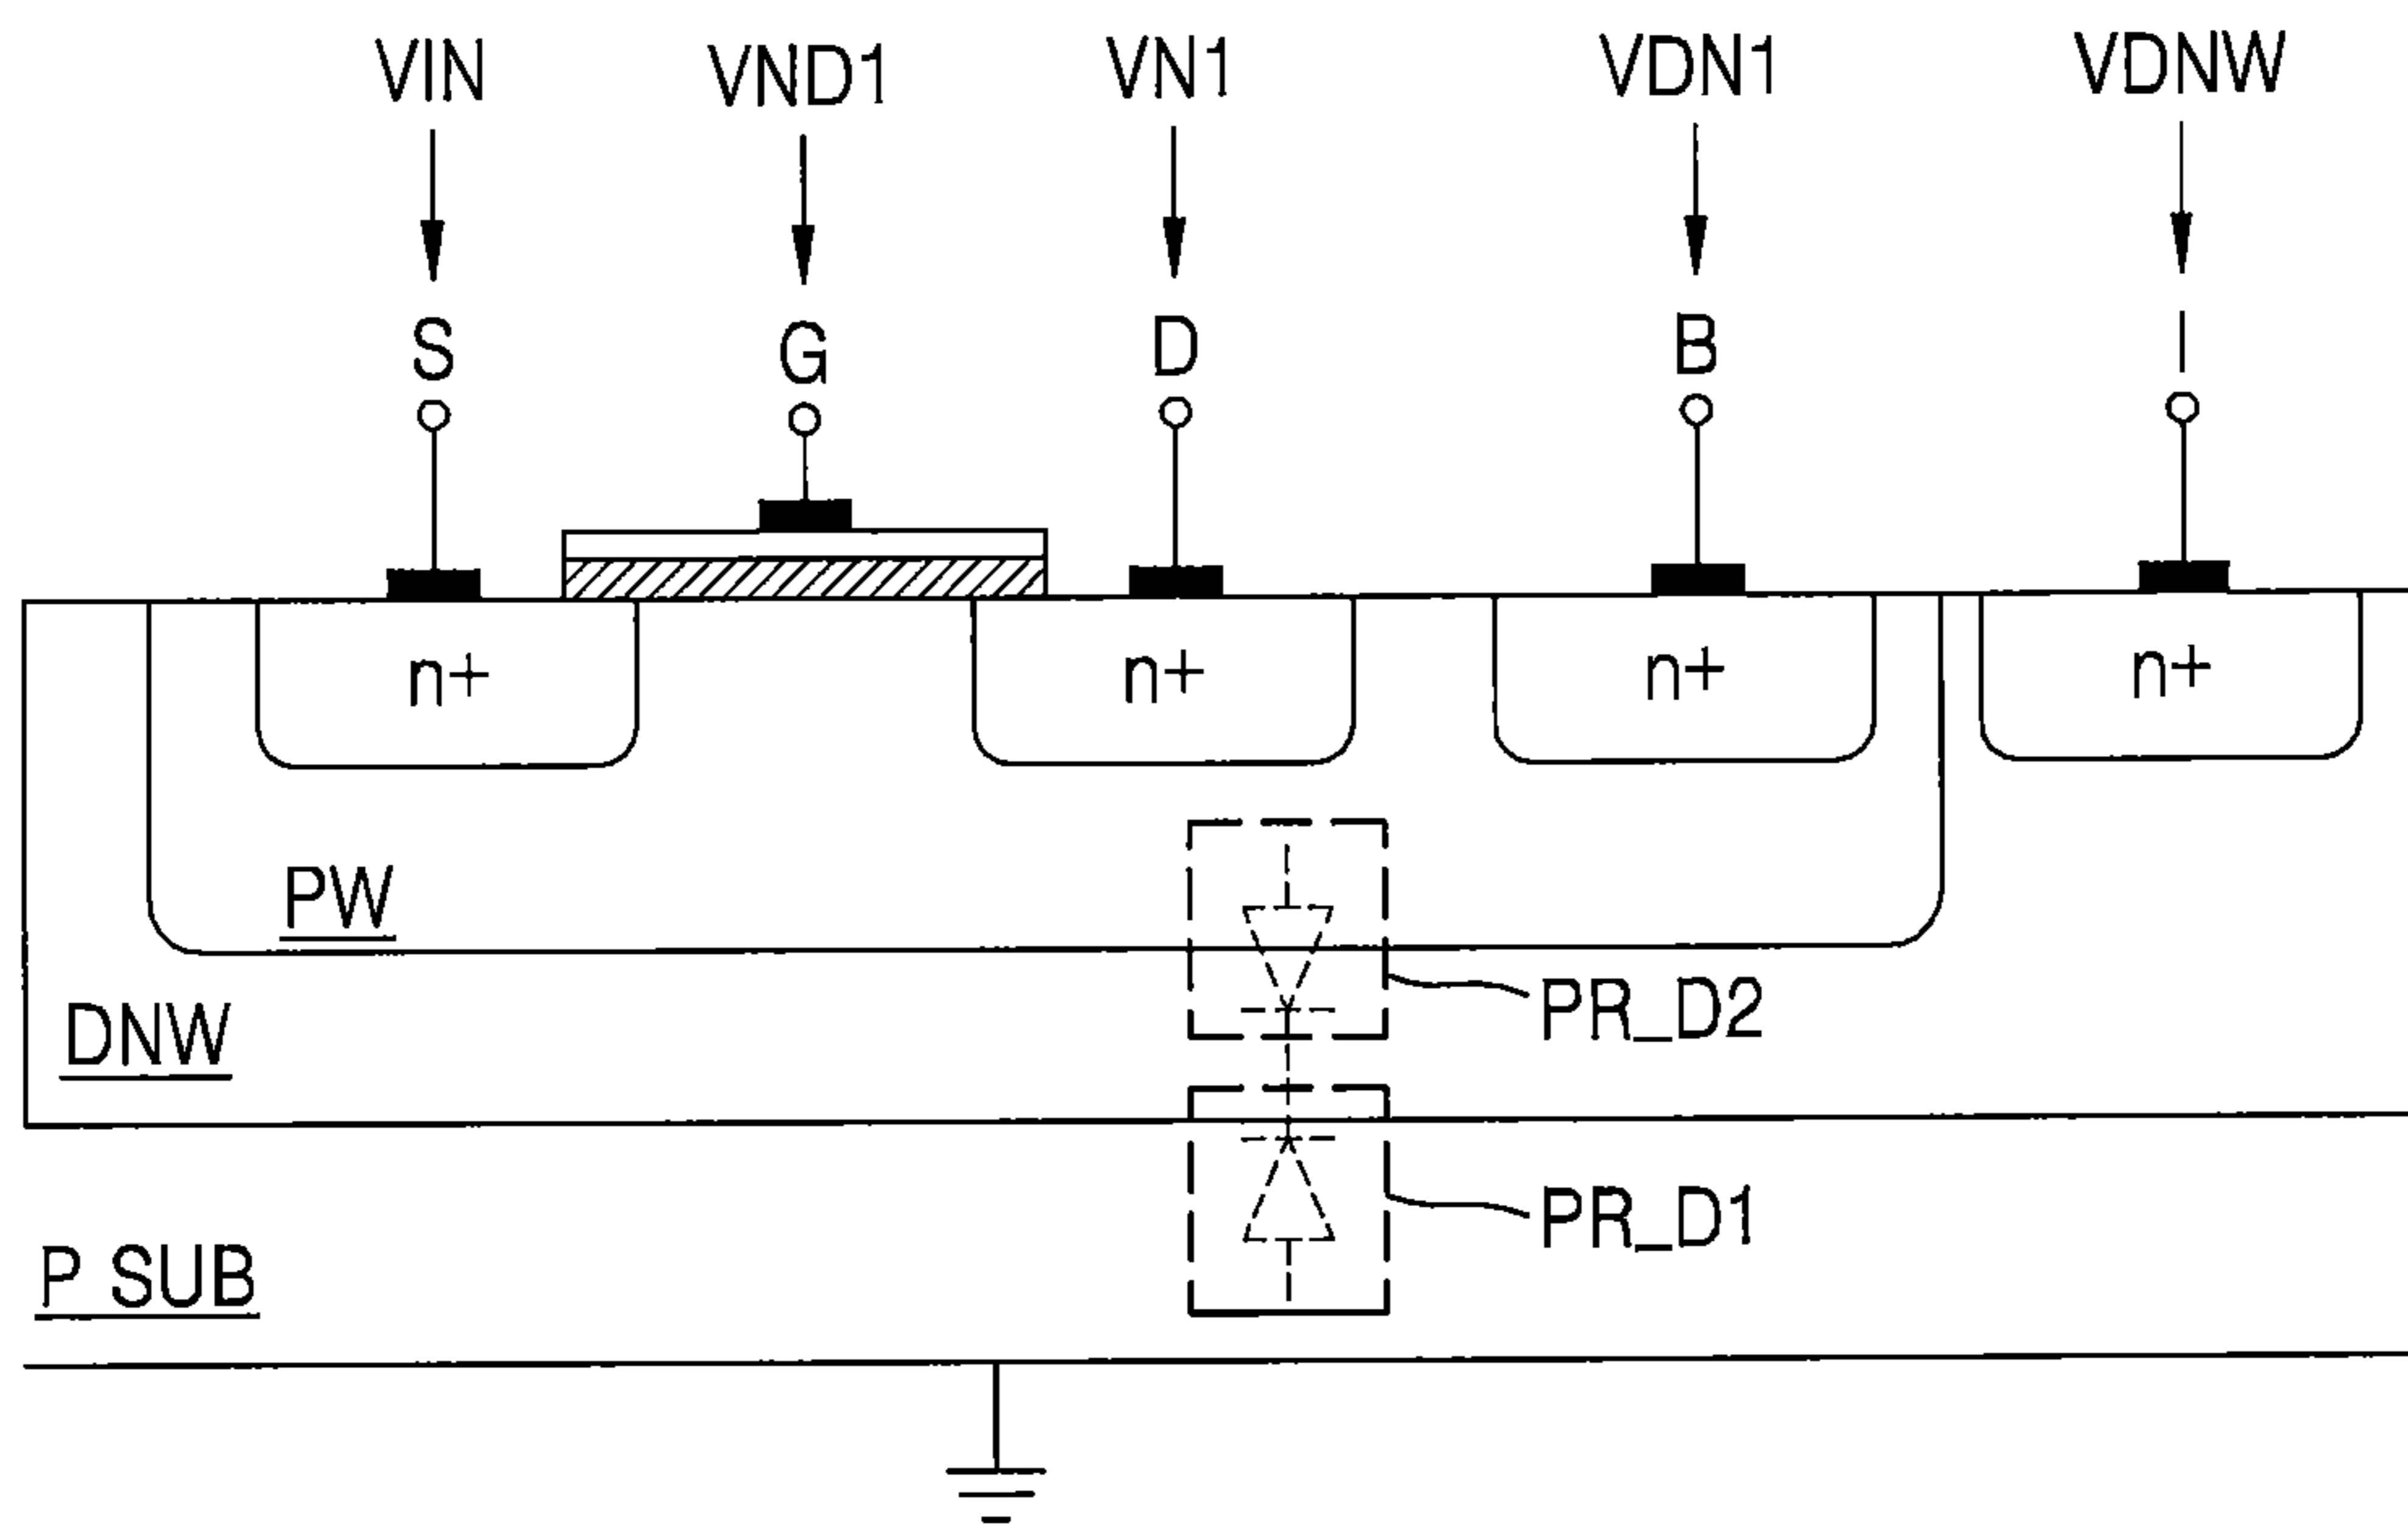 VIN VND1 VN1 VDN1 VDNW
S G D B I
n+ n+ n+ n+
PW
DNW
PR_D2
PR_D1
P SUB